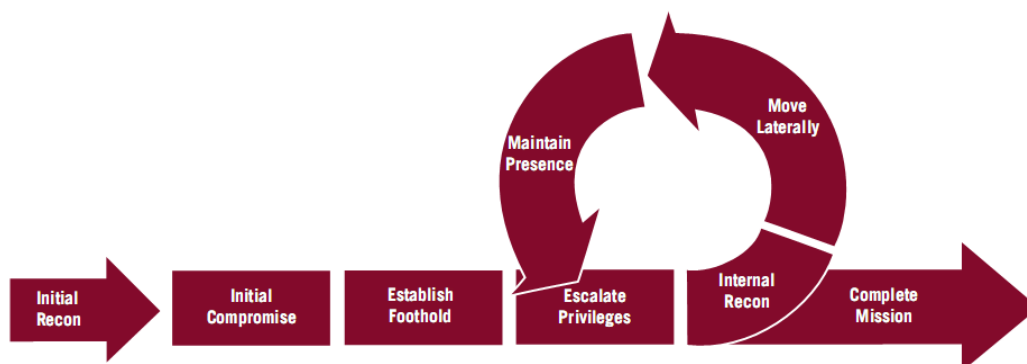 Initial
Recon
Initial
Compromise
Establish
Foothold
Escalate
Privileges
Internal
Recon
Move
Laterally
Maintain
Presence
Complete
Mission